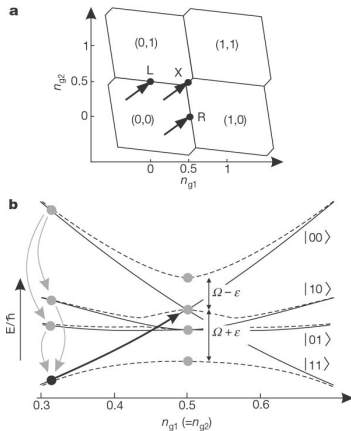 a
1
0.5
0
n_g2
(0,1)
(1,1)
L
X
(0,0)
R
(1,0)
0
0.5
1
n_g1
b
|00⟩
Ω−ε
|10⟩
Ω+ε
|01⟩
|11⟩
E/ħ
0.3
0.4
0.5
0.6
n_g1 (=n_g2)